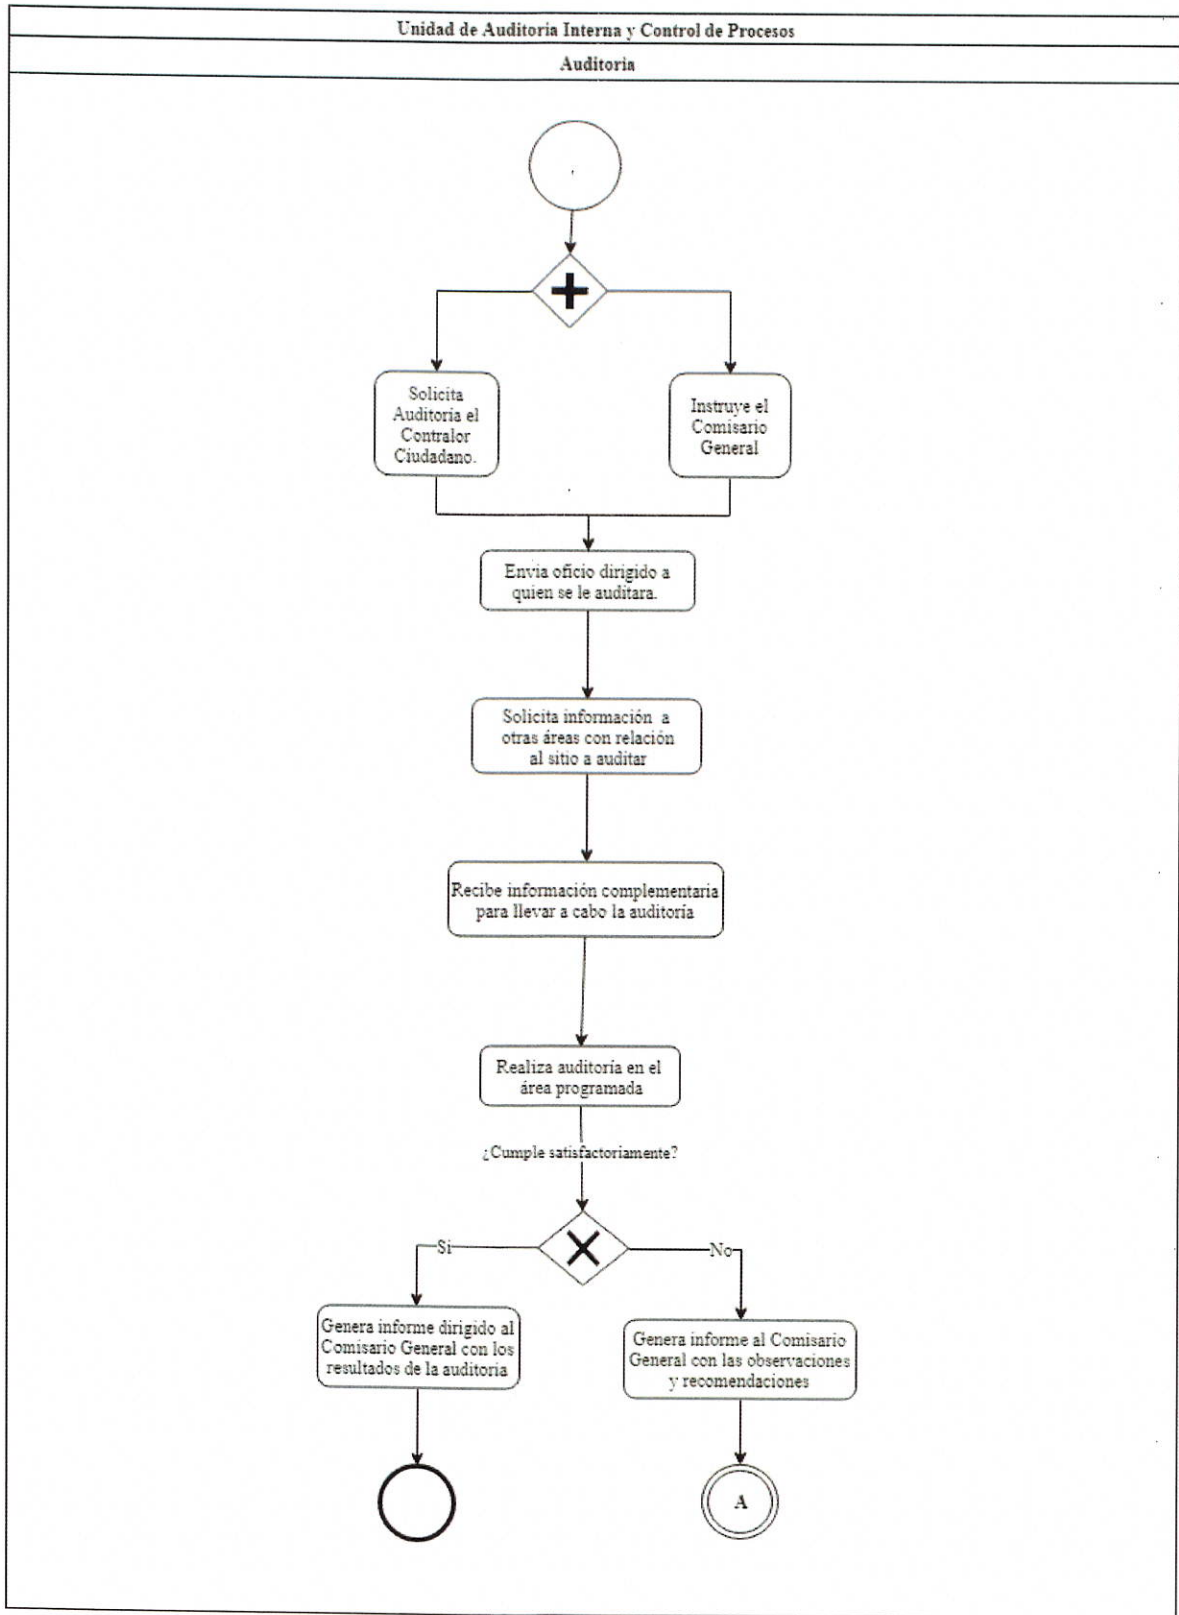 Unidad de Auditoria Interna y Control de Procesos
Auditoria
Solicita
Auditoría el
Contralor
Ciudadano.
Instruye el
Comisario
General
Envia oficio dirigido a
quien se le auditara.
Solicita información a
otras áreas con relación
al sitio a auditar
Recibe información complementaria
para llevar a cabo la auditoría
Realiza auditoría en el
área programada
¿Cumple satisfactoriamente?
Si
No
Genera informe dirigido al
Comisario General con los
resultados de la auditoria
Genera informe al Comisario
General con las observaciones
y recomendaciones
A